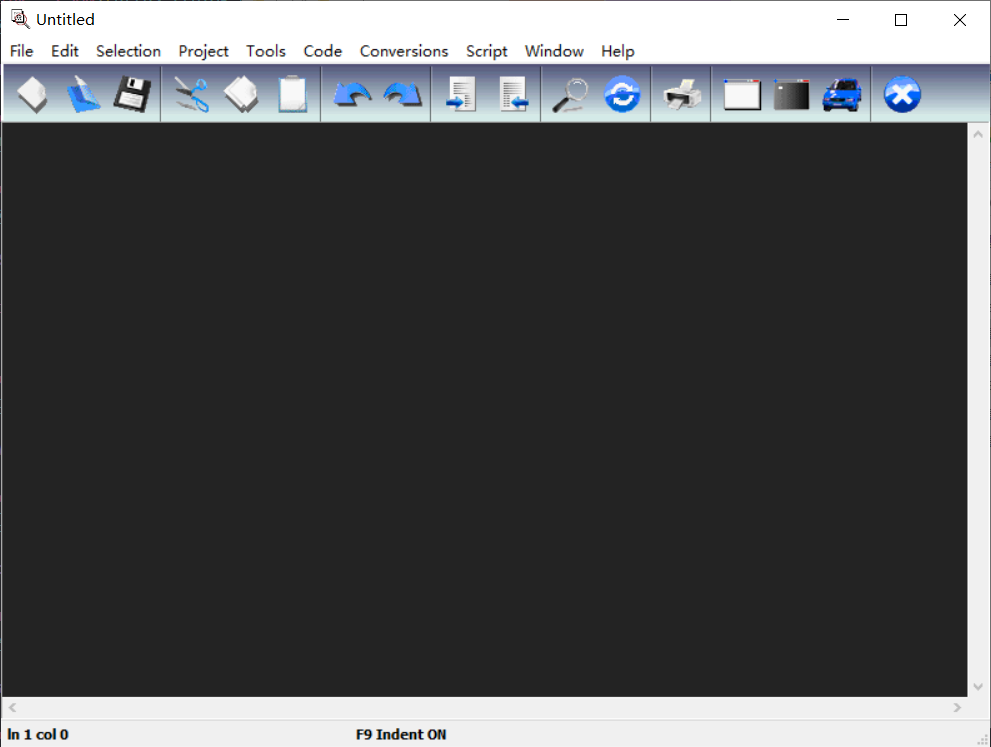 Untitled
File Edit Selection Project Tools Code Conversions Script Window Help
ln 1 col 0 F9 Indent ON